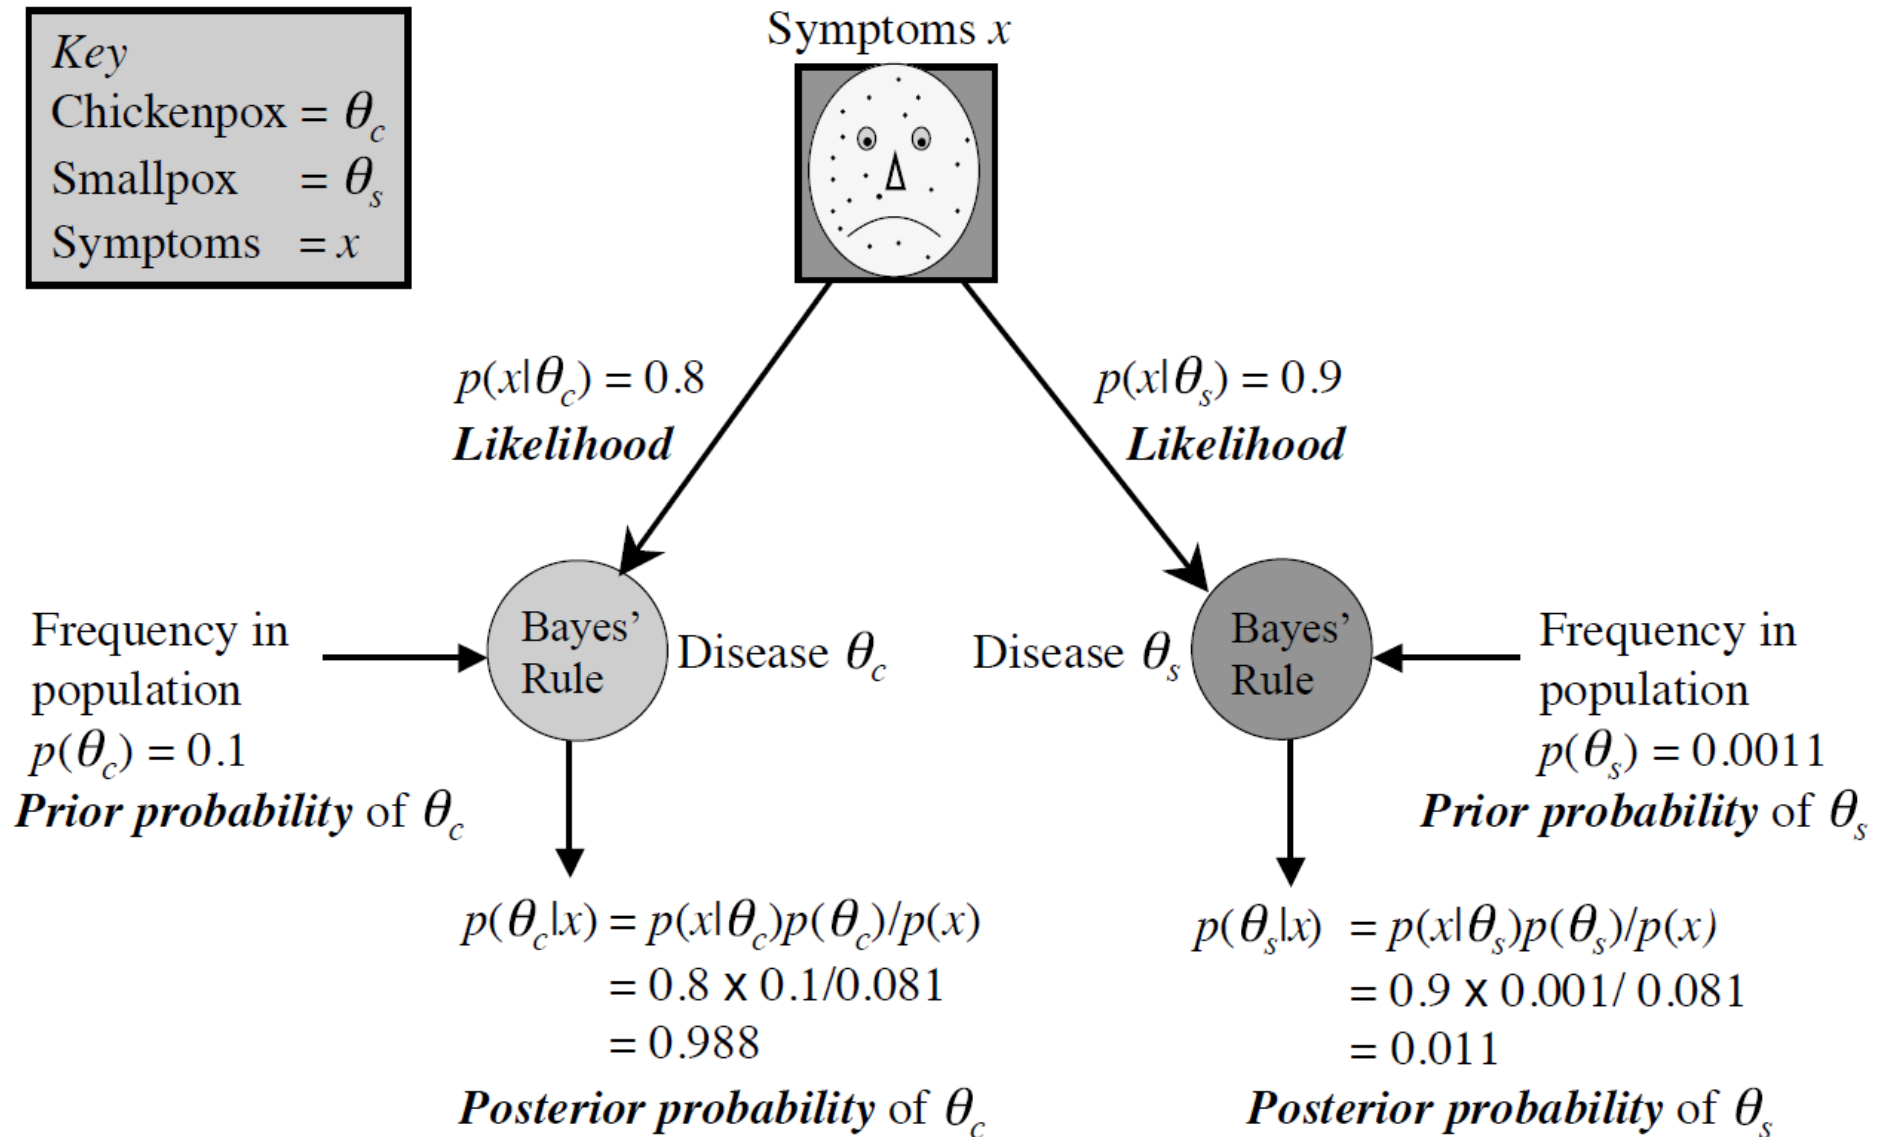 Key
Chickenpox = θc
Smallpox = θs
Symptoms = x
Symptoms x
p(x|θc) = 0.8
Likelihood
p(x|θs) = 0.9
Likelihood
Frequency in
population
p(θc) = 0.1
Prior probability of θc
Bayes’
Rule
Disease θc
Disease θs
Bayes’
Rule
Frequency in
population
p(θs) = 0.0011
Prior probability of θs
p(θc|x) = p(x|θc)p(θc)/p(x)
= 0.8 x 0.1/0.081
= 0.988
Posterior probability of θc
p(θs|x) = p(x|θs)p(θs)/p(x)
= 0.9 x 0.001/ 0.081
= 0.011
Posterior probability of θs